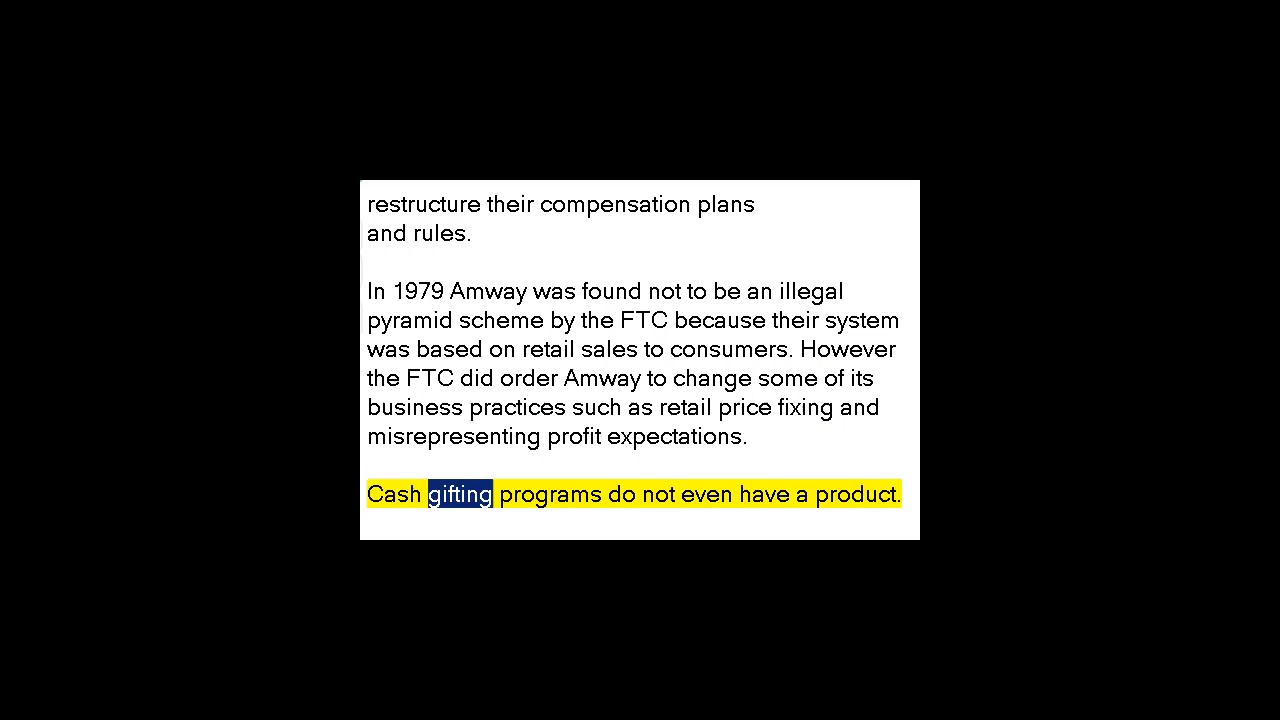 restructure their compensation plans
and rules.
In 1979 Amway was found not to be an illegal
pyramid scheme by the FTC because their system
was based on retail sales to consumers. However
the FTC did order Amway to change some of its
business practices such as retail price fixing and
misrepresenting profit expectations.
Cash gifting programs do not even have a product.